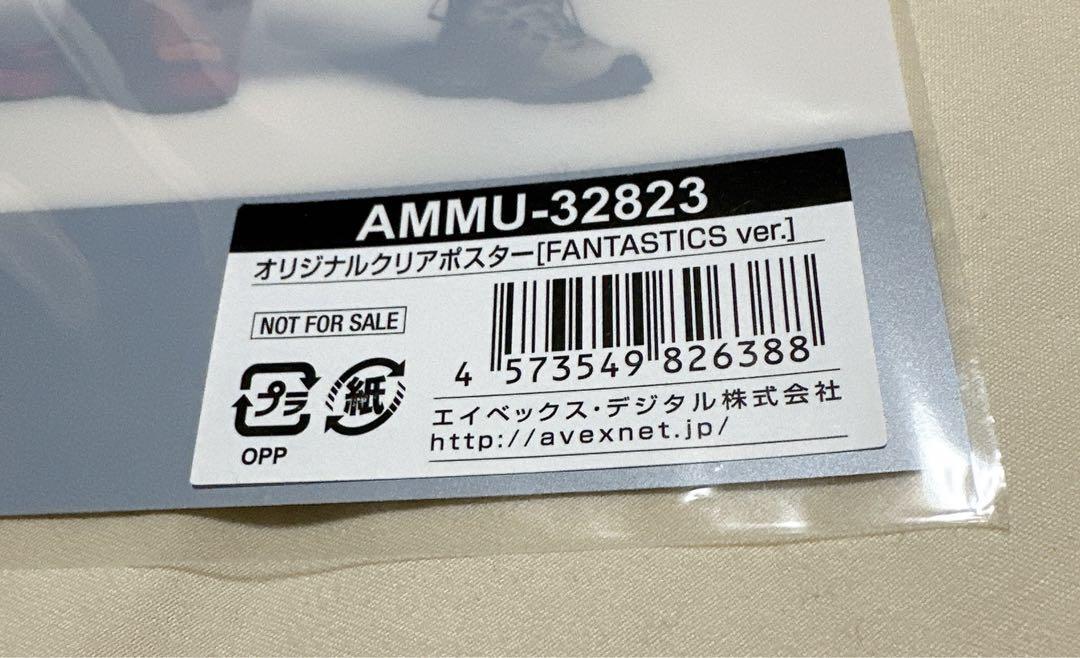 AMMU-32823
オリジナルクリアポスター[FANTASTICS ver.]
NOT FOR SALE
4 573549 826388
プラ 紙
OPP
エイベックス・デジタル株式会社
http://avexnet.jp/